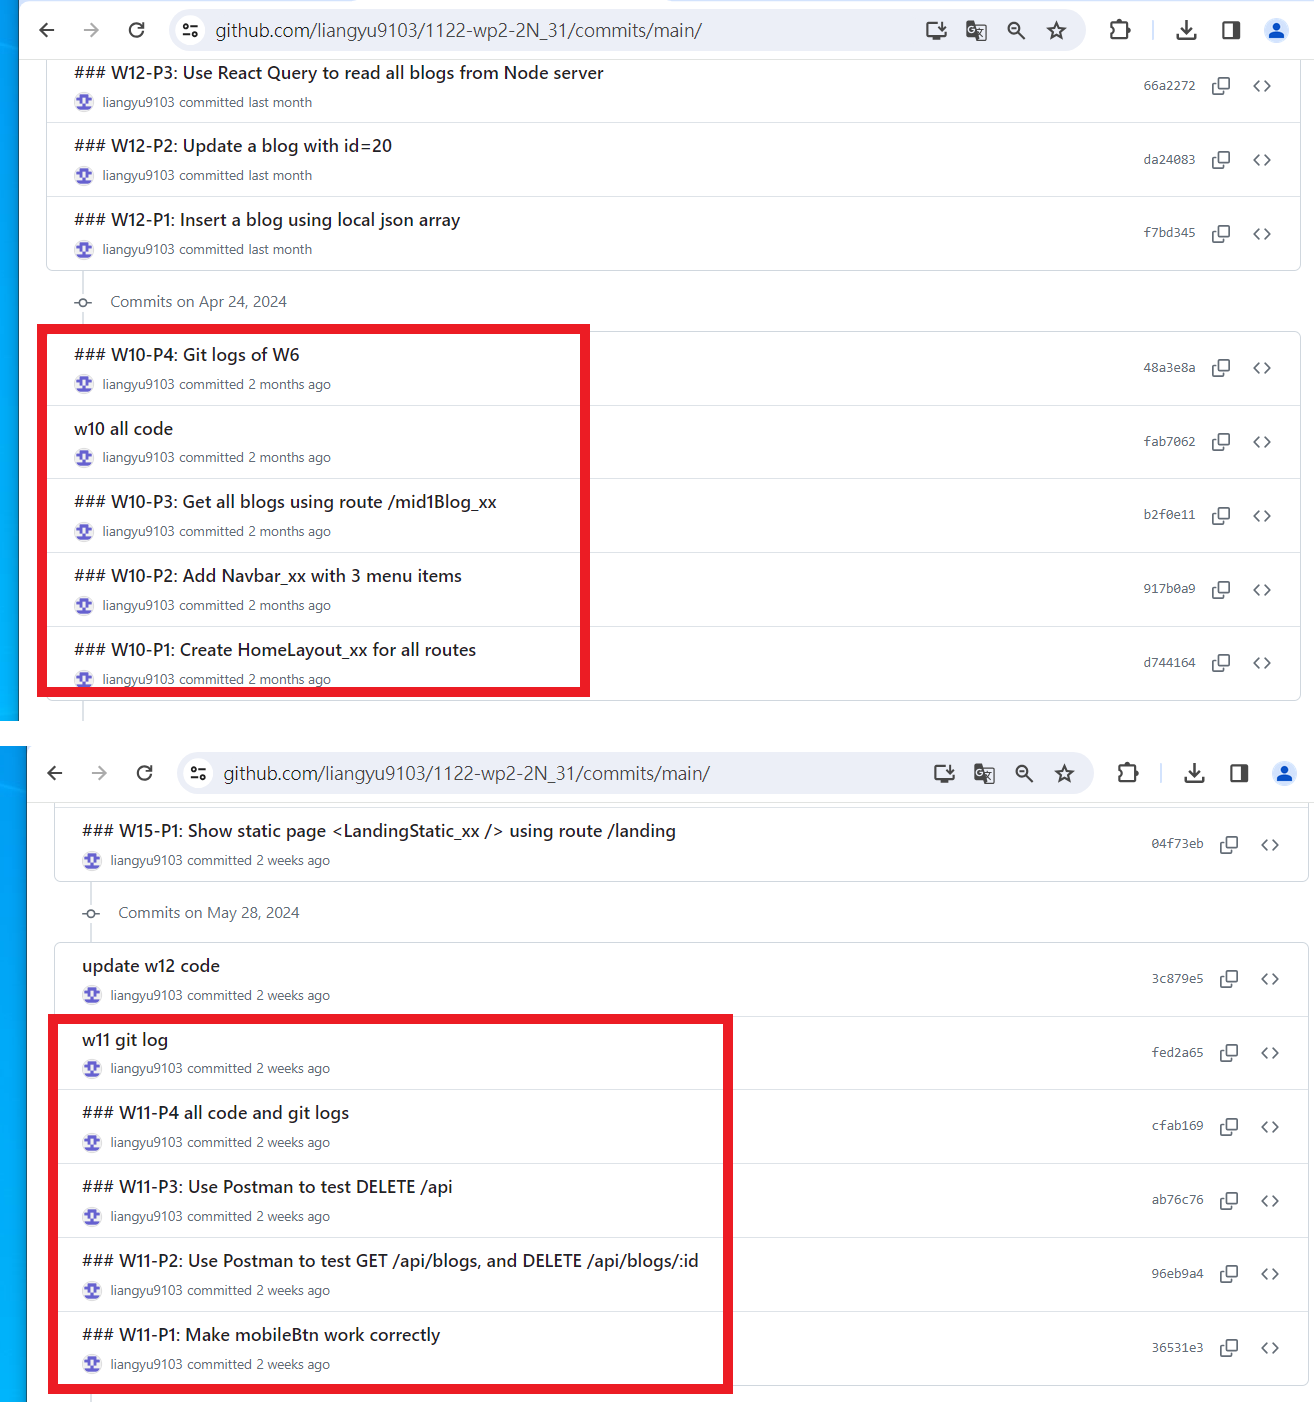 github.com/liangyu9103/1122-wp2-2N_31/commits/main/
### W12-P3: Use React Query to read all blogs from Node server
liangyu9103 committed last month
66a2272
### W12-P2: Update a blog with id=20
liangyu9103 committed last month
da24083
### W12-P1: Insert a blog using local json array
liangyu9103 committed last month
f7bd345
Commits on Apr 24, 2024
### W10-P4: Git logs of W6
liangyu9103 committed 2 months ago
48a3e8a
w10 all code
liangyu9103 committed 2 months ago
fab7062
### W10-P3: Get all blogs using route /mid1Blog_xx
liangyu9103 committed 2 months ago
b2f0e11
### W10-P2: Add Navbar_xx with 3 menu items
liangyu9103 committed 2 months ago
917b0a9
### W10-P1: Create HomeLayout_xx for all routes
liangyu9103 committed 2 months ago
d744164
github.com/liangyu9103/1122-wp2-2N_31/commits/main/
### W15-P1: Show static page <LandingStatic_xx /> using route /landing
liangyu9103 committed 2 weeks ago
04f73eb
Commits on May 28, 2024
update w12 code
liangyu9103 committed 2 weeks ago
3c879e5
w11 git log
liangyu9103 committed 2 weeks ago
fed2a65
### W11-P4 all code and git logs
liangyu9103 committed 2 weeks ago
cfab169
### W11-P3: Use Postman to test DELETE /api
liangyu9103 committed 2 weeks ago
ab76c76
### W11-P2: Use Postman to test GET /api/blogs, and DELETE /api/blogs/:id
liangyu9103 committed 2 weeks ago
96eb9a4
### W11-P1: Make mobileBtn work correctly
liangyu9103 committed 2 weeks ago
36531e3